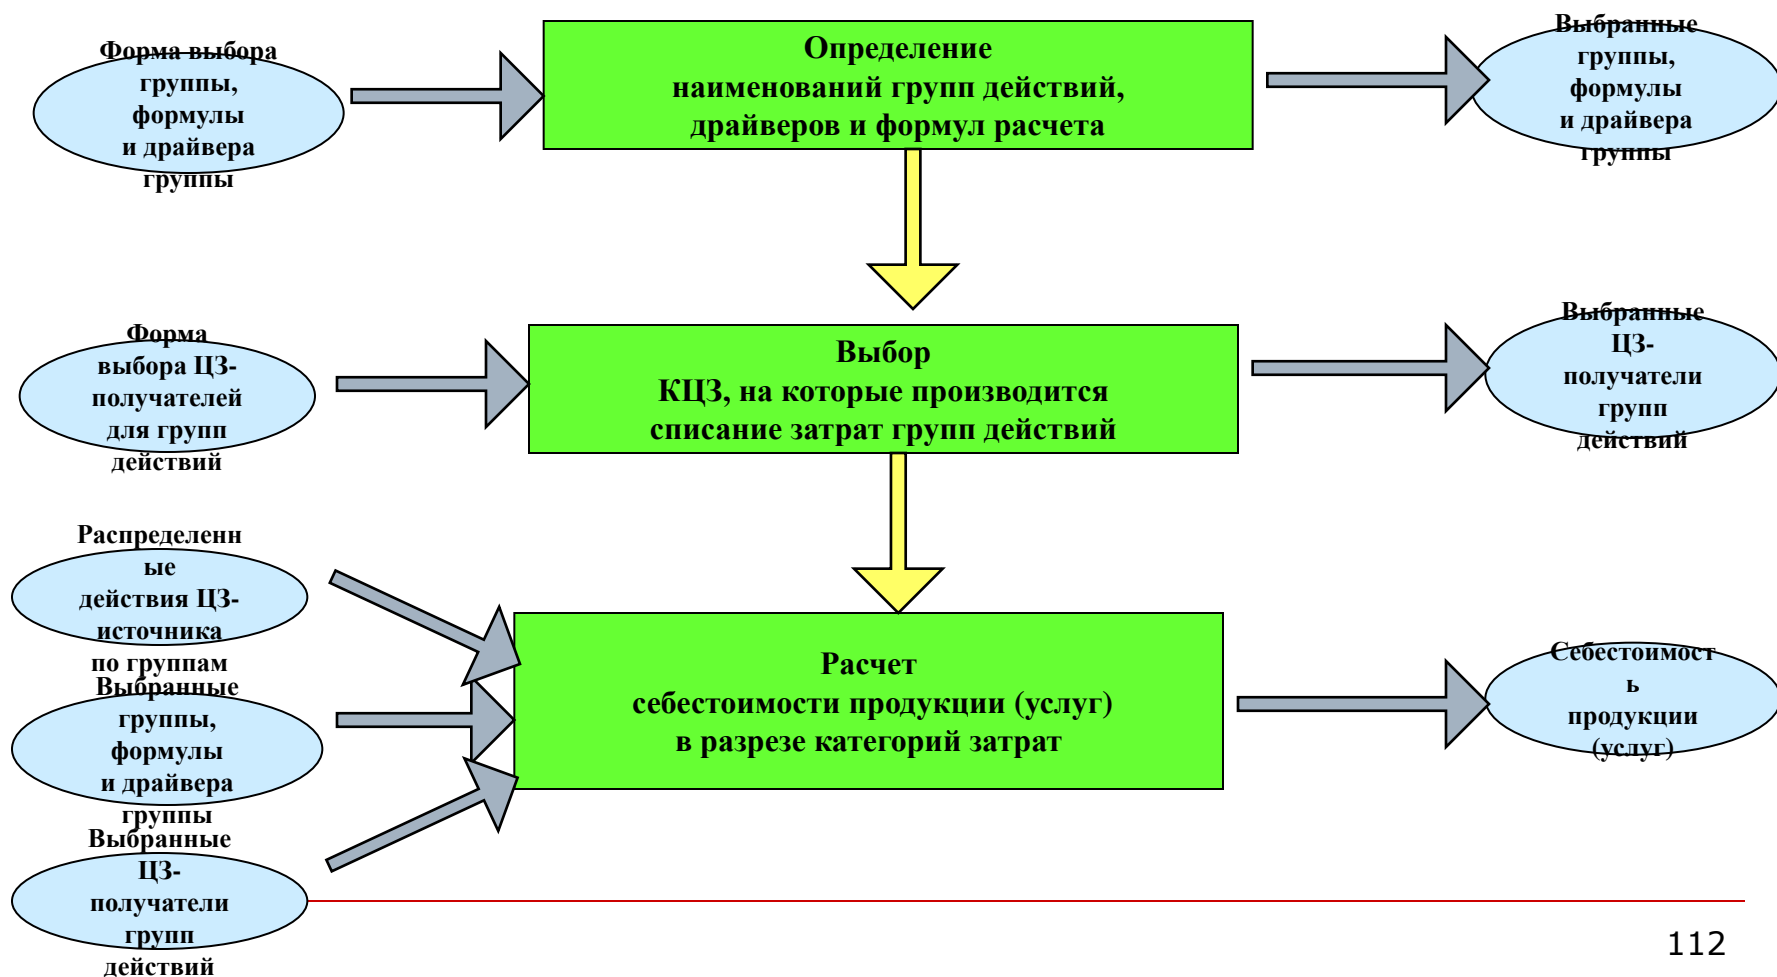 Форма выбора
группы,
формулы
и драйвера
группы
Определение
наименований групп действий,
драйверов и формул расчета
Выбранные
группы,
формулы
и драйвера
группы
Форма
выбора ЦЗ-
получателей
для групп
действий
Выбор
КЦЗ, на которые производится
списание затрат групп действий
Выбранные
ЦЗ-
получатели
групп
действий
Распределенн
ые
действия ЦЗ-
источника
по группам
Выбранные
группы,
формулы
и драйвера
группы
Выбранные
ЦЗ-
получатели
групп
действий
Расчет
себестоимости продукции (услуг)
в разрезе категорий затрат
Себестоимост
ь
продукции
(услуг)
112